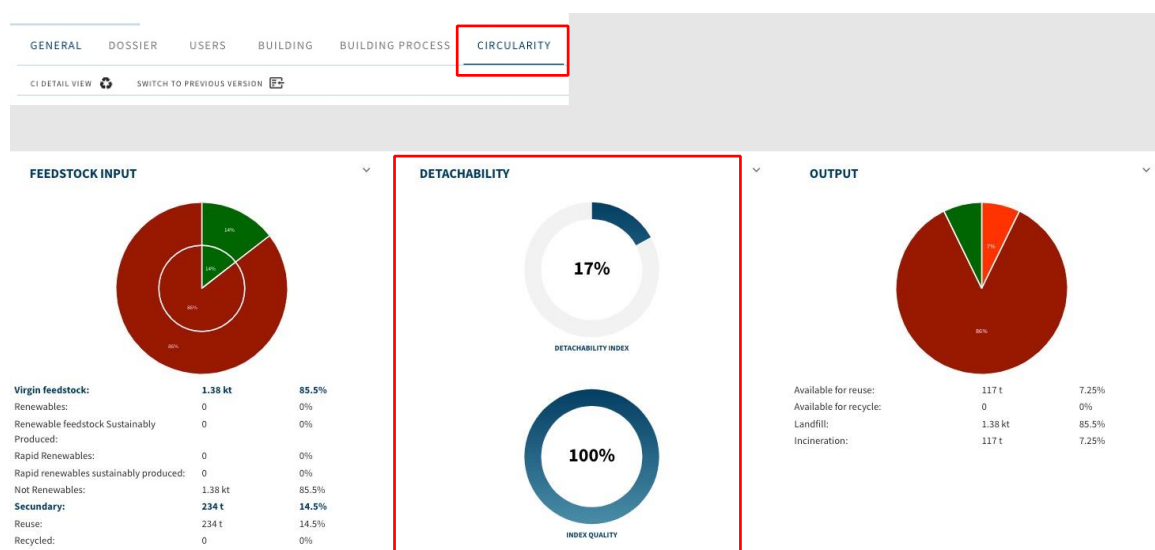 GENERAL DOSSIER USERS BUILDING BUILDING PROCESS CIRCULARITY
CI DETAIL VIEW SWITCH TO PREVIOUS VERSION
FEEDSTOCK INPUT
14%
14%
86%
86%
Virgin feedstock: 1.38 kt 85.5%
Renewables: 0 0%
Renewable feedstock Sustainably
Produced: 0 0%
Rapid Renewables: 0 0%
Rapid renewables sustainably produced: 0 0%
Not Renewables: 1.38 kt 85.5%
Secundary: 234 t 14.5%
Reuse: 234 t 14.5%
Recycled: 0 0%
DETACHABILITY
17%
DETACHABILITY INDEX
100%
INDEX QUALITY
OUTPUT
7%
86%
Available for reuse: 117 t 7.25%
Available for recycle: 0 0%
Landfill: 1.38 kt 85.5%
Incineration: 117 t 7.25%